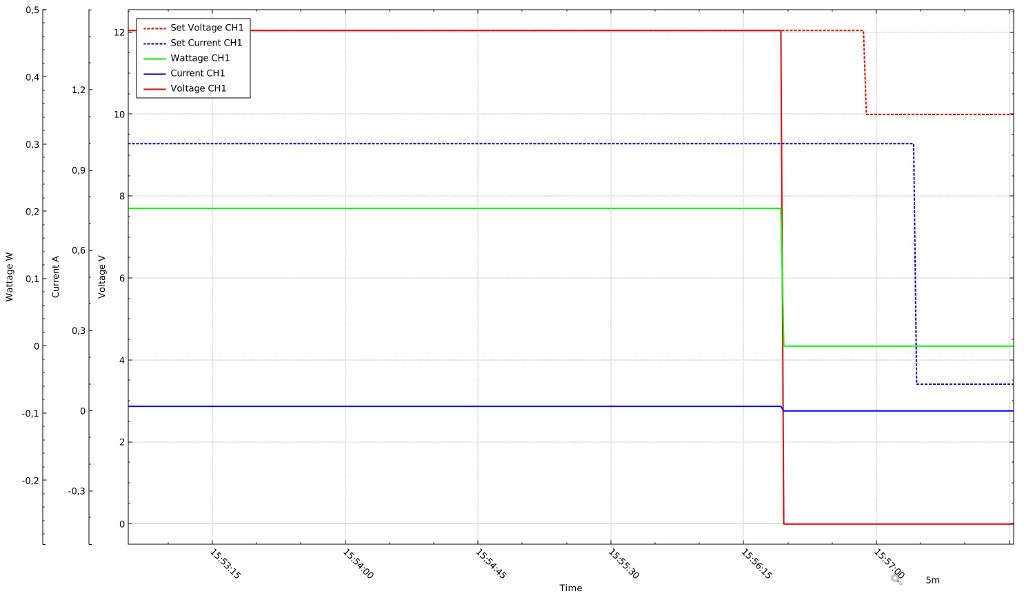 Set Voltage CH1
Set Current CH1
Wattage CH1
Current CH1
Voltage CH1
Wattage W
0,5
0,4
0,3
0,2
0,1
0
-0,1
-0,2
Current A
1,2
0,9
0,6
0,3
0
-0,3
Voltage V
12
10
8
6
4
2
0
15:53:15
15:54:00
15:54:45
15:55:30
15:56:15
15:57:00
Time
5m